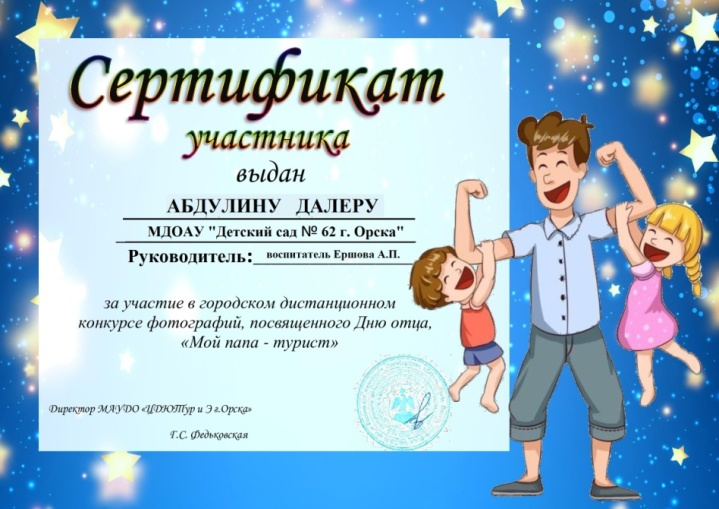 Сертификат
участника
выдан
АБДУЛИНУ ДАЛЕРУ
МДОАУ "Детский сад № 62 г. Орска"
Руководитель: воспитатель Ершова А.П.
за участие в городском дистанционном
конкурсе фотографий, посвященного Дню отца,
«Мой папа - турист»
Директор МАУДО «ЦДЮТур и Э г.Орска»
Г.С. Федьковская